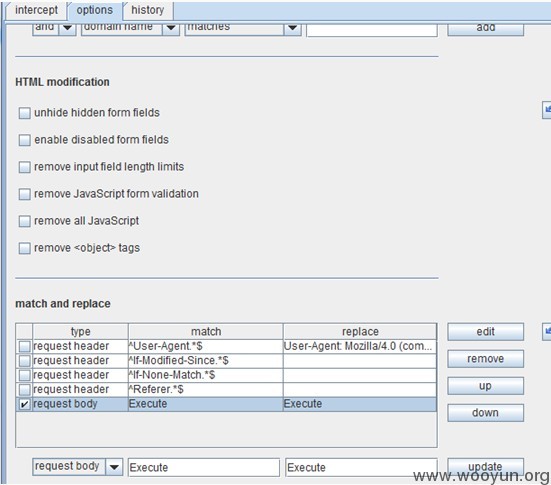 intercept options history
and domain name matches add
HTML modification
unhide hidden form fields
enable disabled form fields
remove input field length limits
remove JavaScript form validation
remove all JavaScript
remove <object> tags
match and replace
type match replace edit
request header ^User-Agent.*$ User-Agent: Mozilla/4.0 (com...
request header ^If-Modified-Since.*$ remove
request header ^If-None-Match.*$
request header ^Referer.*$ up
request body Execute Execute
down
request body Execute Execute update
www.wooyun.org